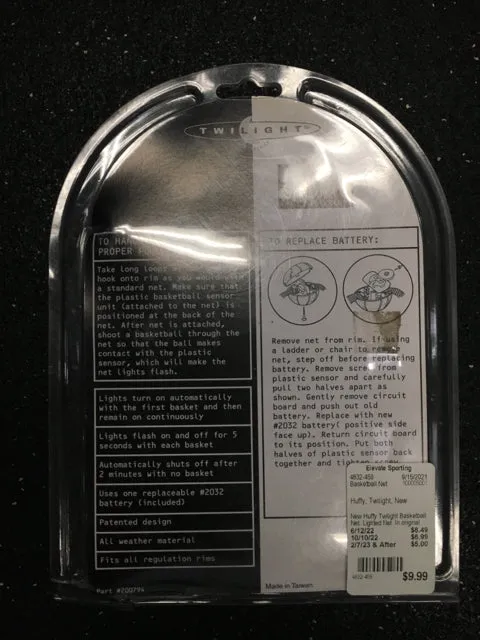 TWILIGHT
TO HAN
PROPER P
Take long loops
hook onto rim as you would with
a standard net. Make sure that
the plastic basketball sensor
unit (attached to the net) is
positioned at the back of the
net. After net is attached,
shoot a basketball through the
net so that the ball makes
contact with the plastic
sensor, which will make the
net lights flash.
Lights turn on automatically
with the first basket and then
remain on continuously
Lights flash on and off for 5
seconds with each basket
Automatically shuts off after
2 minutes with no basket
Uses one replaceable #2032
battery (included)
Patented design
All weather material
Fits all regulation rims
Part #200794
TO REPLACE BATTERY:
Remove net from rim. If using
a ladder or chair to remove
net, step off before replacing
battery. Remove screw from
plastic sensor and carefully
pull two halves apart as
shown. Gently remove circuit
board and push out old
battery. Replace with new
#2032 battery( positive side
face up). Return circuit board
to its position. Put both
halves of plastic sensor back
together and tighten screw
Made in Taiwan
Elevate Sporting
4632-459 9/15/2021
Basketball Net
Huffy, Twilight, New
New Huffy Twilight Basketball
Net. Lighted Net. In original
6/12/22 $8.49
10/10/22 $6.99
2/7/23 & After $5.00
4632-459
$9.99